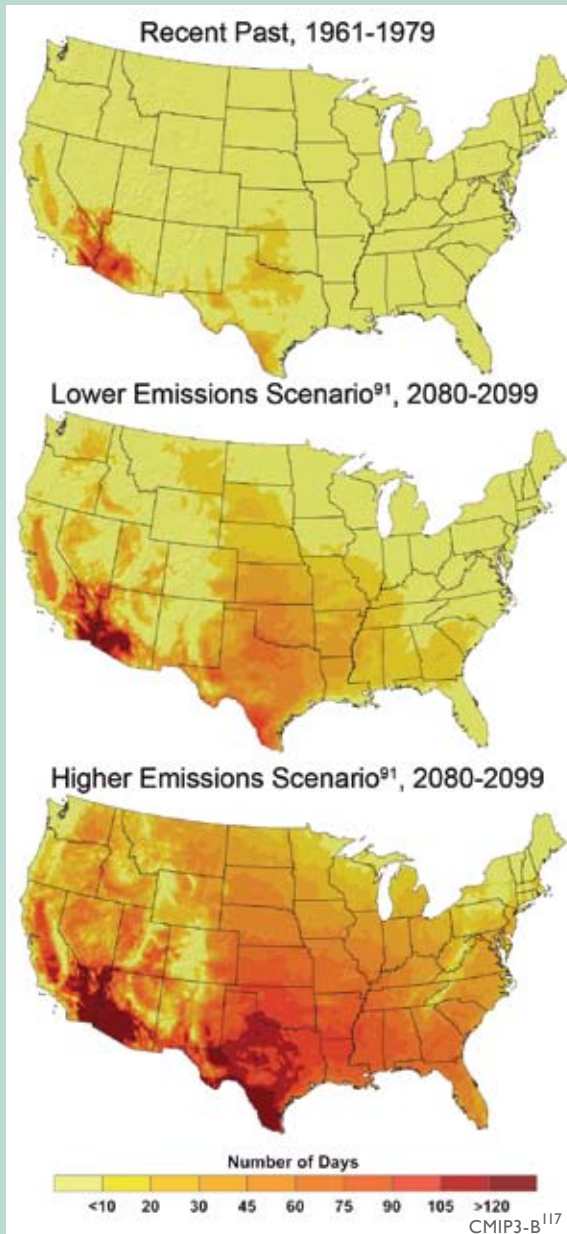 Recent Past, 1961-1979
Lower Emissions Scenario⁹¹, 2080-2099
Higher Emissions Scenario⁹¹, 2080-2099
Number of Days
<10 20 30 45 60 75 90 105 >120
CMIP3-B¹¹⁷